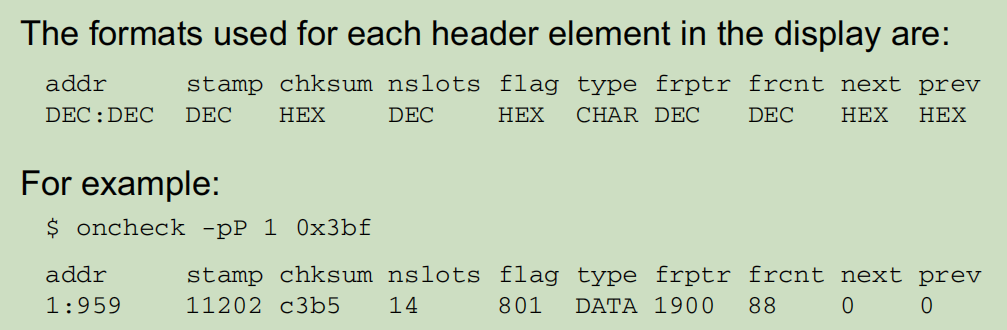 The formats used for each header element in the display are:
addr stamp chksum nslots flag type frptr frcnt next prev
DEC:DEC DEC HEX DEC HEX CHAR DEC DEC HEX HEX
For example:
$ oncheck -pP 1 0x3bf
addr stamp chksum nslots flag type frptr frcnt next prev
1:959 11202 c3b5 14 801 DATA 1900 88 0 0